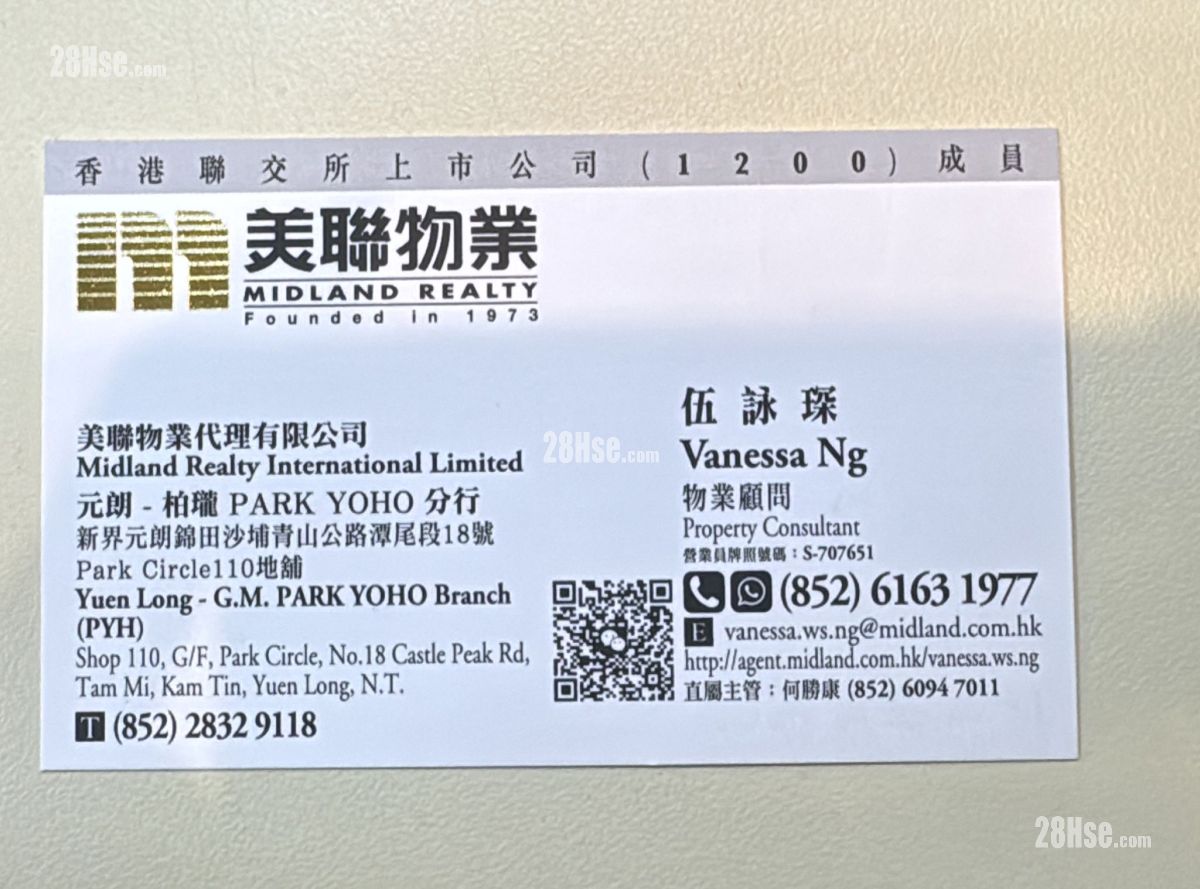 28Hse.com
香港聯交所上市公司(1200)成員
美聯物業
MIDLAND REALTY
Founded in 1973
美聯物業代理有限公司
Midland Realty International Limited
元朗 - 柏瓏 PARK YOHO 分行
新界元朗錦田沙埔青山公路潭尾段18號
Park Circle110地舖
Yuen Long - G.M. PARK YOHO Branch
(PYH)
Shop 110, G/F, Park Circle, No.18 Castle Peak Rd,
Tam Mi, Kam Tin, Yuen Long, N.T.
T (852) 2832 9118
28Hse.com
伍詠琛
Vanessa Ng
物業顧問
Property Consultant
營業員牌照號碼：S-707651
(852) 6163 1977
E vanessa.ws.ng@midland.com.hk
http://agent.midland.com.hk/vanessa.ws.ng
直屬主管：何勝康 (852) 6094 7011
28Hse.com